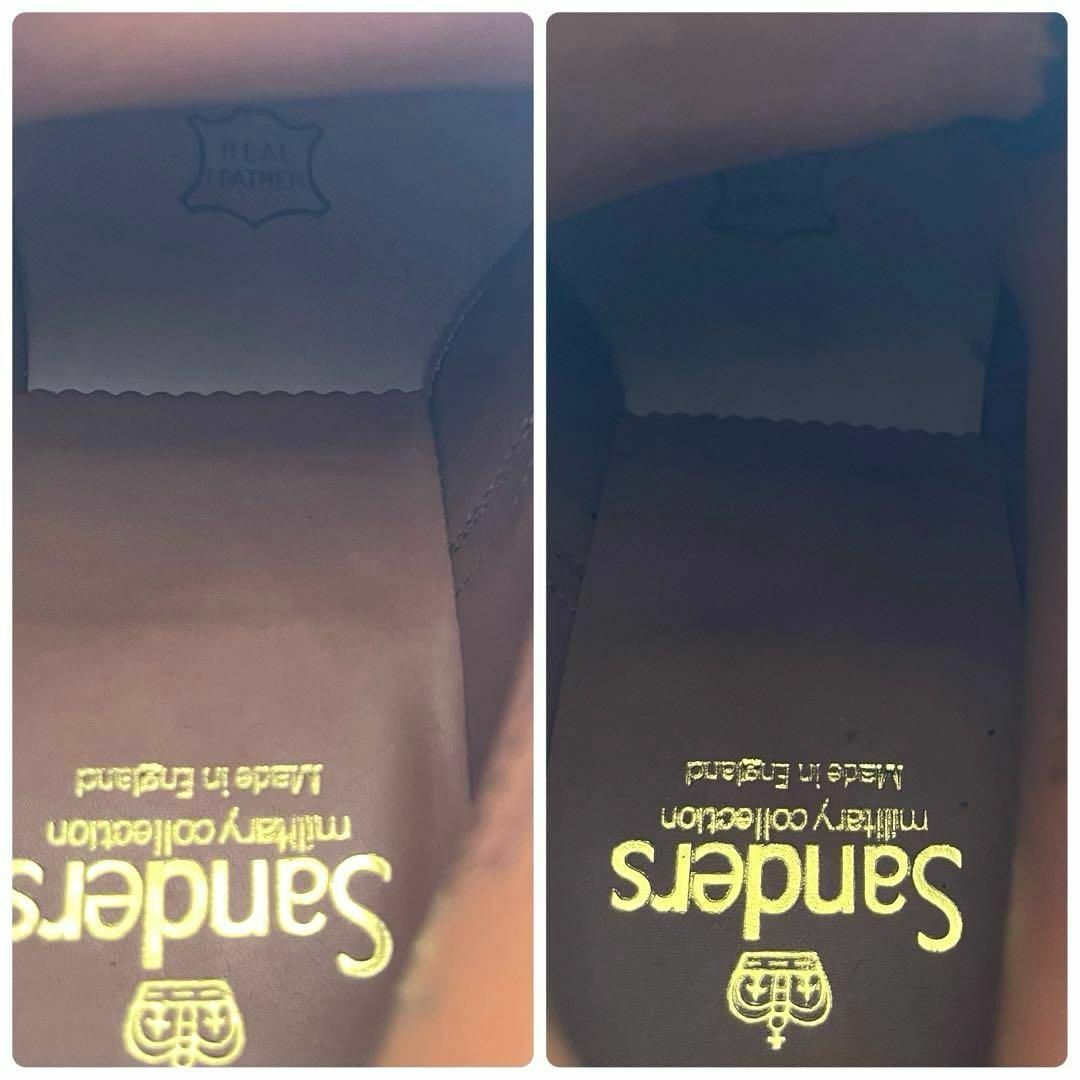 REAL
LEATHER
Sanders
military collection
Made in England
Sanders
military collection
Made in England